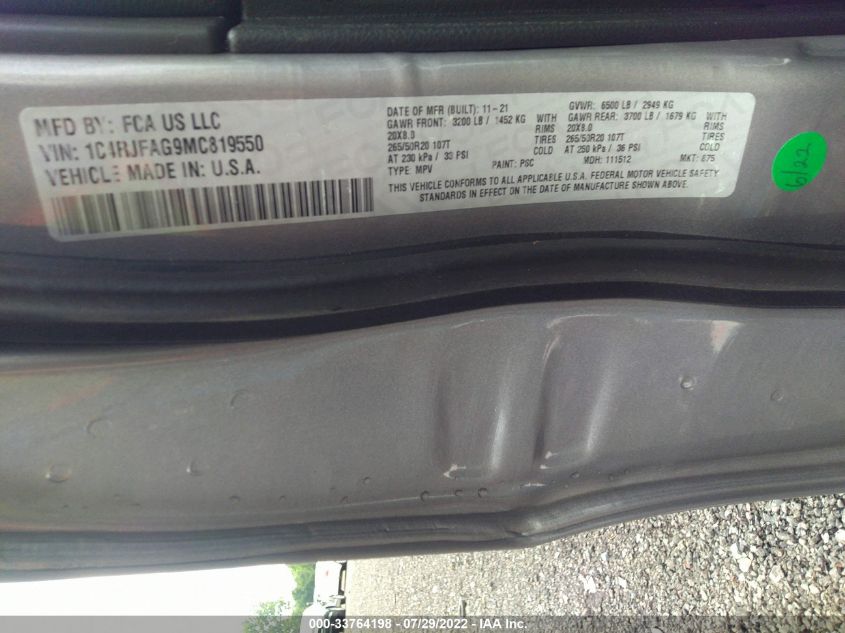 MFD BY: FCA US LLC
VIN: 1C4RJFAG9MC819550
VEHICLE MADE IN: U.S.A.
DATE OF MFR (BUILT): 11-21 GVWR: 6500 LB / 2949 KG
GAWR FRONT: 3200 LB / 1452 KG WITH GAWR REAR: 3700 LB / 1679 KG WITH
20X8.0 RIMS 20X8.0 RIMS
265/50R20 107T TIRES 265/50R20 107T TIRES
AT 230 kPa / 33 PSI COLD AT 250 kPa / 36 PSI COLD
TYPE: MPV PAINT: PSC MDH: 111512 MKT: 675
THIS VEHICLE CONFORMS TO ALL APPLICABLE U.S.A. FEDERAL MOTOR VEHICLE SAFETY
STANDARDS IN EFFECT ON THE DATE OF MANUFACTURE SHOWN ABOVE.
6/22
000-33764198 - 07/29/2022 - IAA Inc.